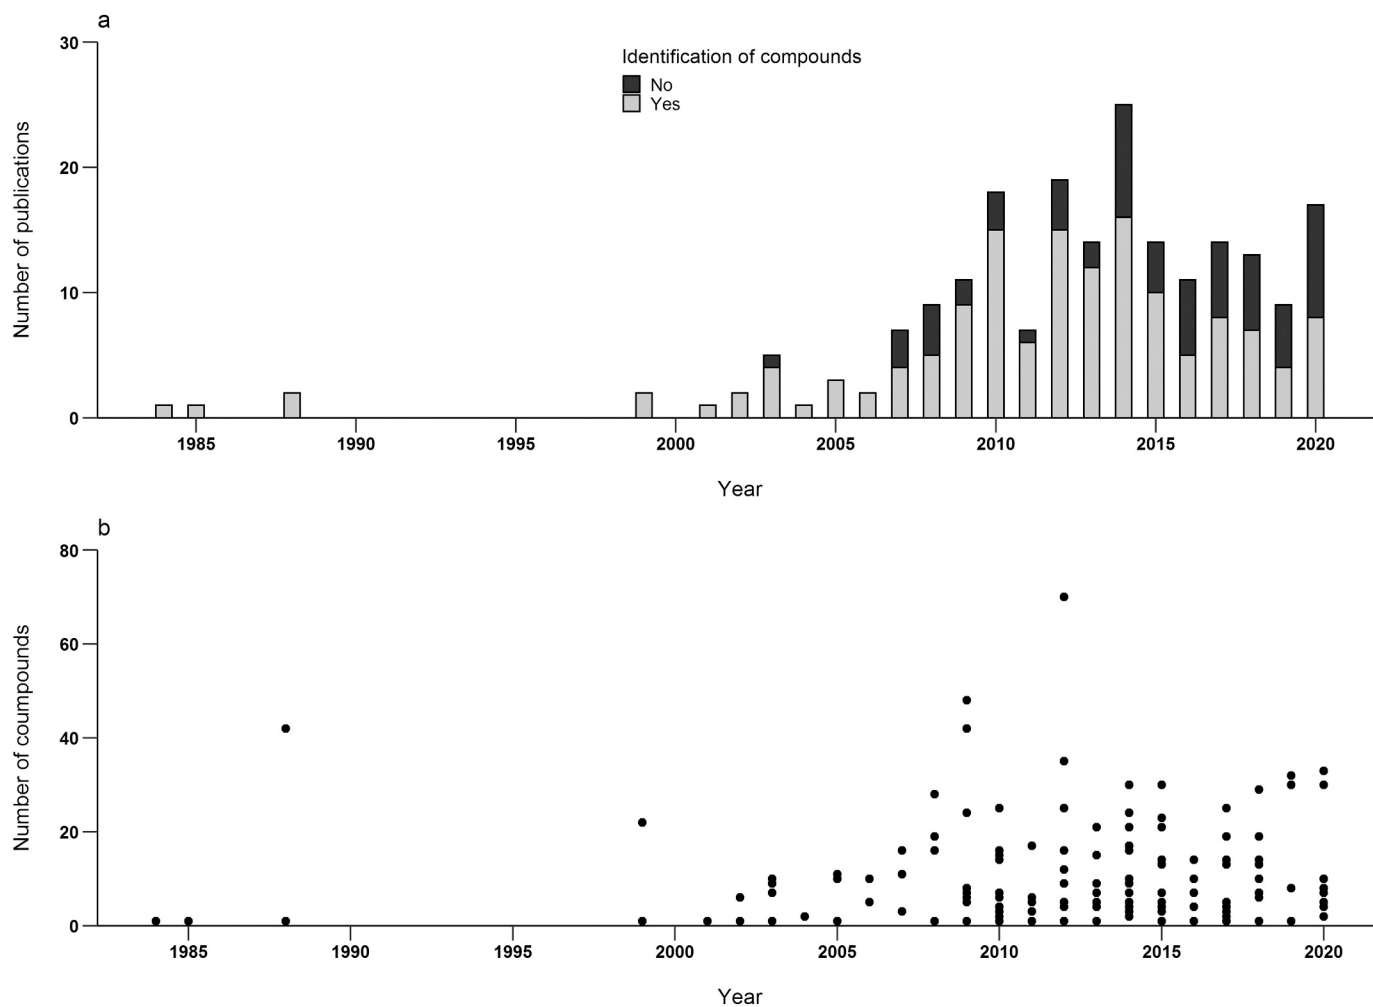 a
30
20
10
0
Number of publications
Identification of compounds
No
Yes
1985 1990 1995 2000 2005 2010 2015 2020
Year
b
80
60
40
20
0
Number of coumpounds
1985 1990 1995 2000 2005 2010 2015 2020
Year